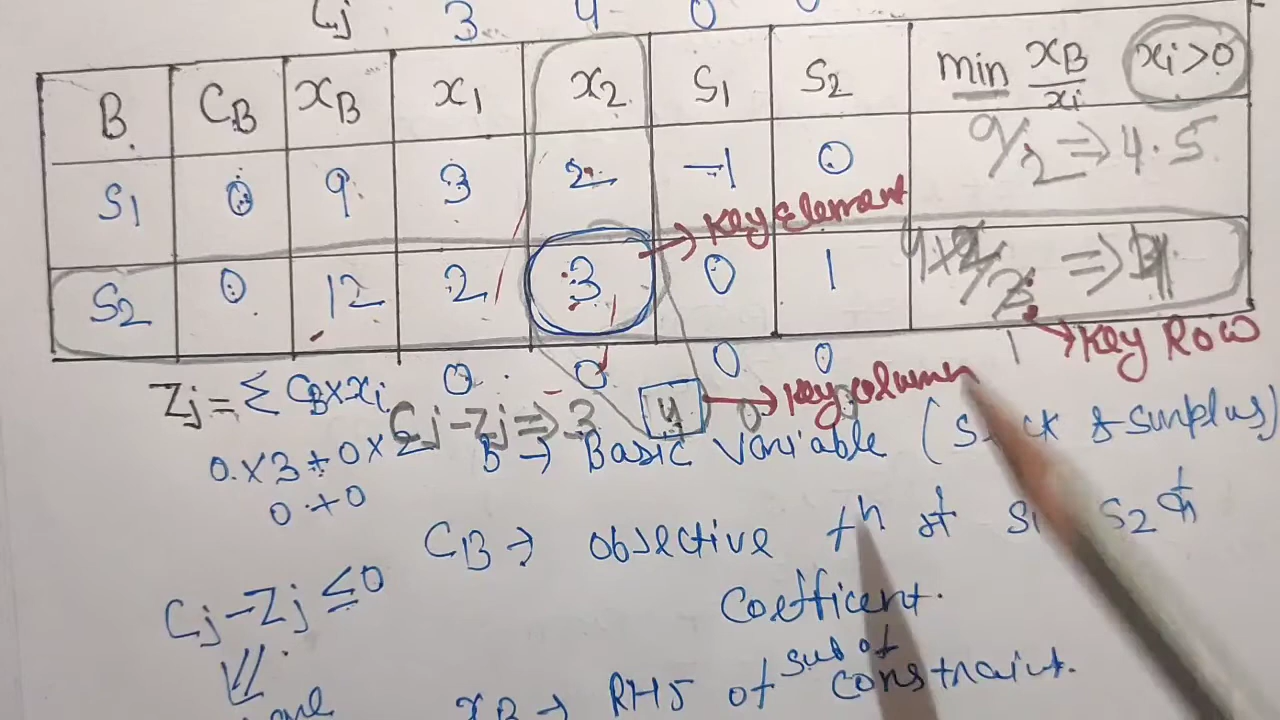 Cj 3 4 0 0
B CB xB x1 x2 S1 S2 min xB/xi xi>0
S1 0 9 3 2 -1 0 9/2 ⇒ 4.5
Key Element
S2 0 12 2 3 0 1
Key Row
Zj = Σ CB×xi 0 0 0 0
Key column
Cj-Zj ⇒ 3 4 0
0×3+0×2
0+0
B → Basic Variable ( & Surplus)
CB → objective fn of S1 S2
Coefficent.
Cj-Zj ≤0
xB → RHS of constraint.